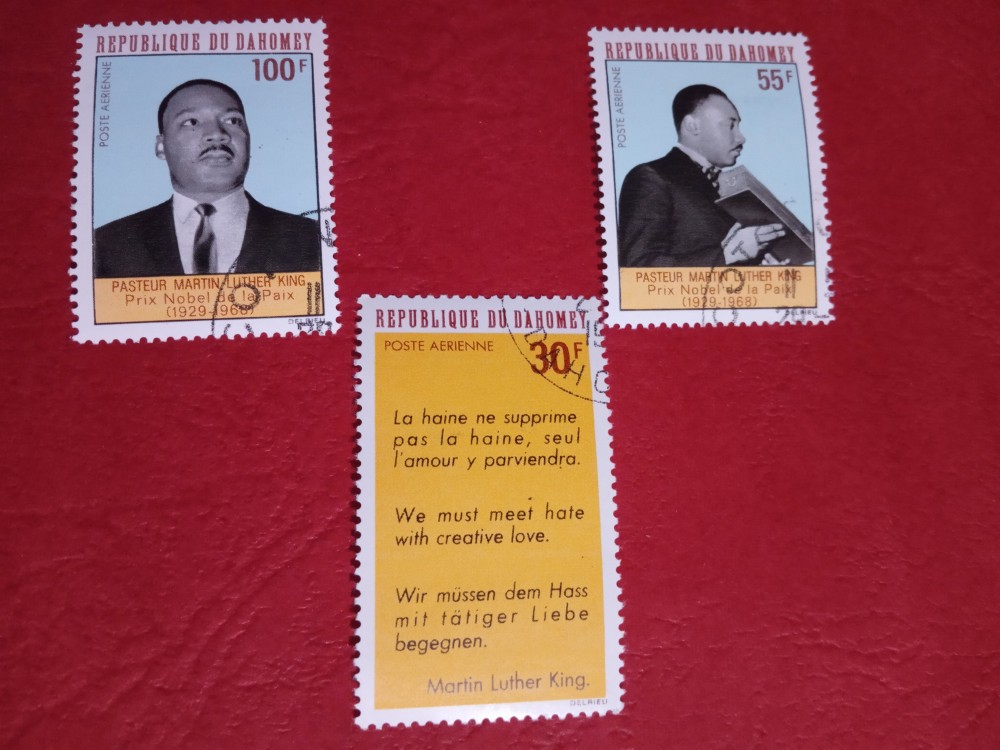 REPUBLIQUE DU DAHOMEY
100F
POSTE AERIENNE
PASTEUR MARTIN LUTHER KING
Prix Nobel de la Paix
(1929-1968)
DELRIEU
REPUBLIQUE DU DAHOMEY
55F
POSTE AERIENNE
PASTEUR MARTIN LUTHER KING
Prix Nobel de la Paix
(1929-1968)
DELRIEU
REPUBLIQUE DU DAHOMEY
POSTE AERIENNE
30F
La haine ne supprime
pas la haine, seul
l'amour y parviendra.
We must meet hate
with creative love.
Wir müssen dem Hass
mit tätiger Liebe
begegnen.
Martin Luther King.
DELRIEU